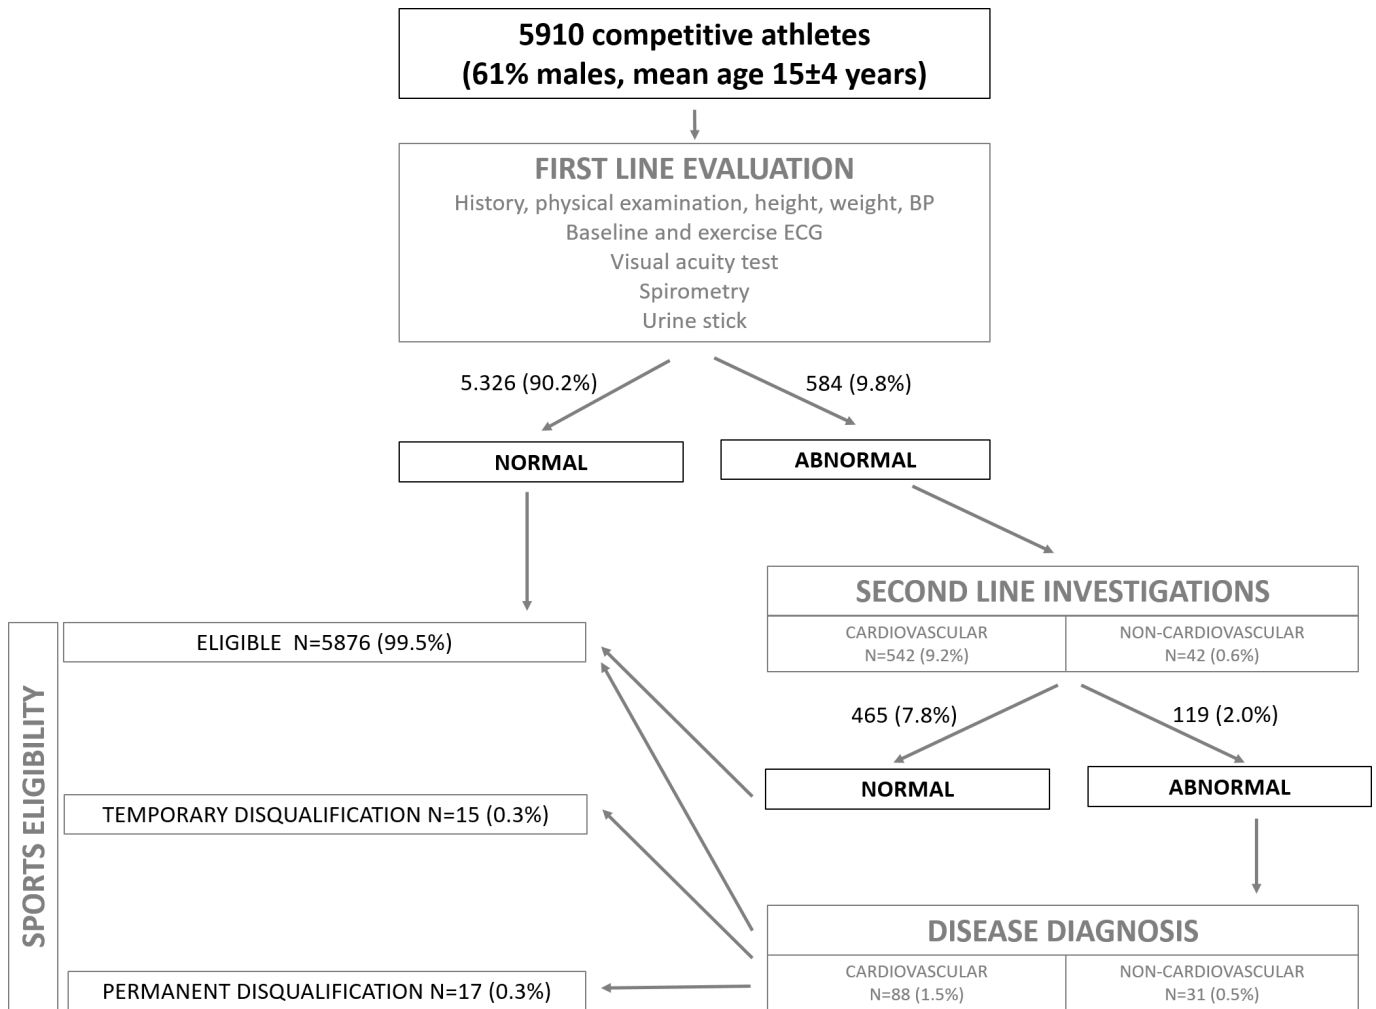 5910 competitive athletes
(61% males, mean age 15±4 years)
FIRST LINE EVALUATION
History, physical examination, height, weight, BP
Baseline and exercise ECG
Visual acuity test
Spirometry
Urine stick
5.326 (90.2%)
584 (9.8%)
NORMAL
ABNORMAL
SECOND LINE INVESTIGATIONS
CARDIOVASCULAR
N=542 (9.2%)
NON-CARDIOVASCULAR
N=42 (0.6%)
465 (7.8%)
119 (2.0%)
NORMAL
ABNORMAL
DISEASE DIAGNOSIS
CARDIOVASCULAR
N=88 (1.5%)
NON-CARDIOVASCULAR
N=31 (0.5%)
SPORTS ELIGIBILITY
ELIGIBLE  N=5876 (99.5%)
TEMPORARY DISQUALIFICATION N=15 (0.3%)
PERMANENT DISQUALIFICATION N=17 (0.3%)